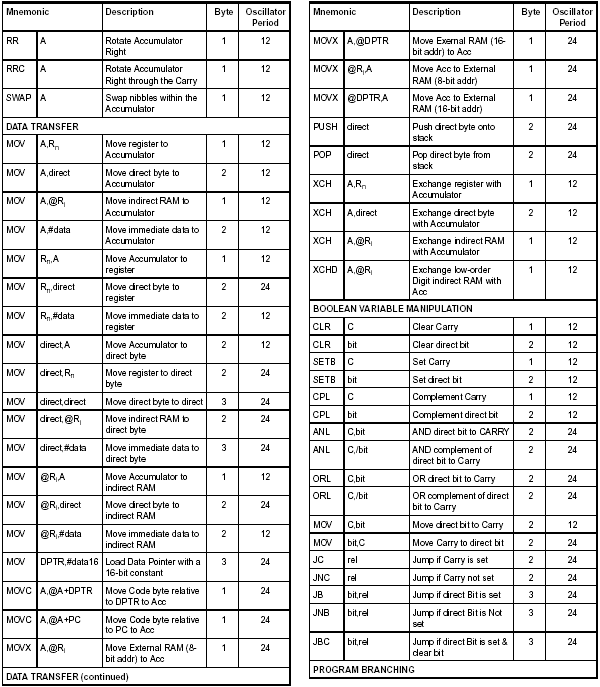 Mnemonic Description Byte Oscillator Period
RR A Rotate Accumulator Right 1 12
RRC A Rotate Accumulator Right through the Carry 1 12
SWAP A Swap nibbles within the Accumulator 1 12
DATA TRANSFER
MOV A,Rn Move register to Accumulator 1 12
MOV A,direct Move direct byte to Accumulator 2 12
MOV A,@Ri Move indirect RAM to Accumulator 1 12
MOV A,#data Move immediate data to Accumulator 2 12
MOV Rn,A Move Accumulator to register 1 12
MOV Rn,direct Move direct byte to register 2 24
MOV Rn,#data Move immediate data to register 2 12
MOV direct,A Move Accumulator to direct byte 2 12
MOV direct,Rn Move register to direct byte 2 24
MOV direct,direct Move direct byte to direct 3 24
MOV direct,@Ri Move indirect RAM to direct byte 2 24
MOV direct,#data Move immediate data to direct byte 3 24
MOV @Ri,A Move Accumulator to indirect RAM 1 12
MOV @Ri,direct Move direct byte to indirect RAM 2 24
MOV @Ri,#data Move immediate data to indirect RAM 2 12
MOV DPTR,#data16 Load Data Pointer with a 16-bit constant 3 24
MOVC A,@A+DPTR Move Code byte relative to DPTR to Acc 1 24
MOVC A,@A+PC Move Code byte relative to PC to Acc 1 24
MOVX A,@Ri Move External RAM (8-bit addr) to Acc 1 24
DATA TRANSFER (continued)
Mnemonic Description Byte Oscillator Period
MOVX A,@DPTR Move Exernal RAM (16-bit addr) to Acc 1 24
MOVX @Ri,A Move Acc to External RAM (8-bit addr) 1 24
MOVX @DPTR,A Move Acc to External RAM (16-bit addr) 1 24
PUSH direct Push direct byte onto stack 2 24
POP direct Pop direct byte from stack 2 24
XCH A,Rn Exchange register with Accumulator 1 12
XCH A,direct Exchange direct byte with Accumulator 2 12
XCH A,@Ri Exchange indirect RAM with Accumulator 1 12
XCHD A,@Ri Exchange low-order Digit indirect RAM with Acc 1 12
BOOLEAN VARIABLE MANIPULATION
CLR C Clear Carry 1 12
CLR bit Clear direct bit 2 12
SETB C Set Carry 1 12
SETB bit Set direct bit 2 12
CPL C Complement Carry 1 12
CPL bit Complement direct bit 2 12
ANL C,bit AND direct bit to CARRY 2 24
ANL C,/bit AND complement of direct bit to Carry 2 24
ORL C,bit OR direct bit to Carry 2 24
ORL C,/bit OR complement of direct bit to Carry 2 24
MOV C,bit Move direct bit to Carry 2 12
MOV bit,C Move Carry to direct bit 2 24
JC rel Jump if Carry is set 2 24
JNC rel Jump if Carry not set 2 24
JB bit,rel Jump if direct Bit is set 3 24
JNB bit,rel Jump if direct Bit is Not set 3 24
JBC bit,rel Jump if direct Bit is set & clear bit 3 24
PROGRAM BRANCHING